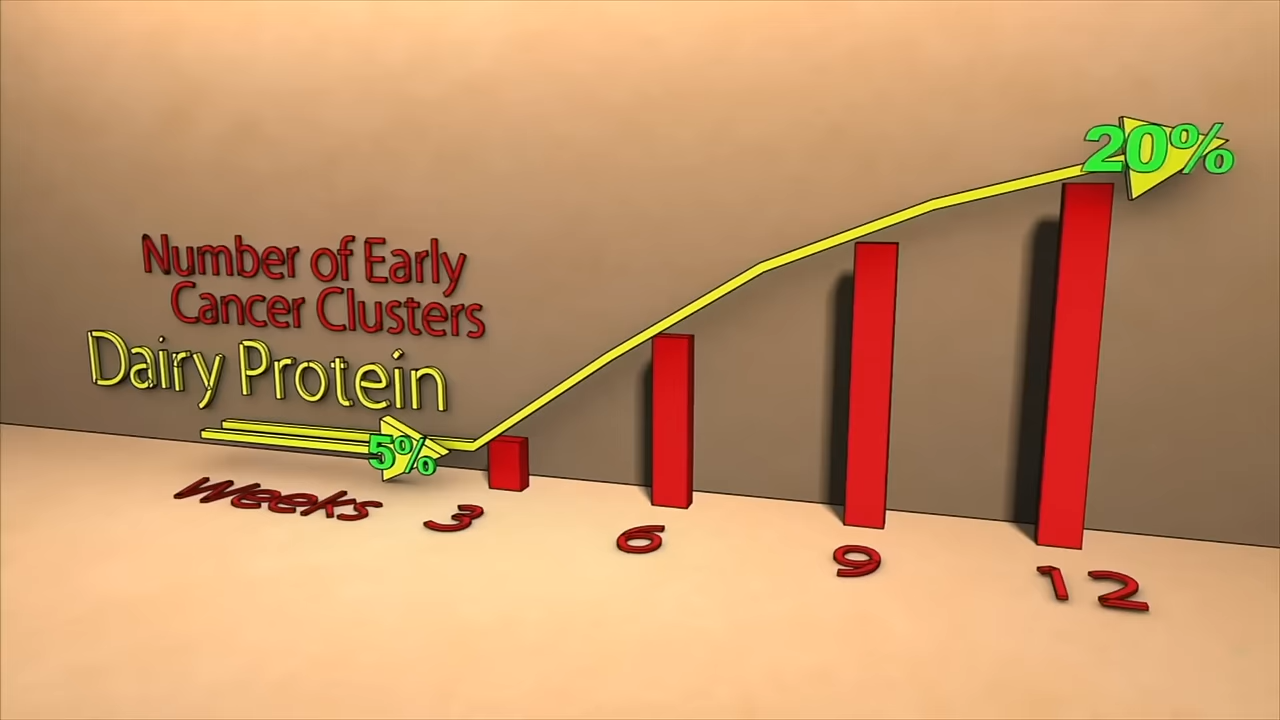 20%
Number of Early
Cancer Clusters
Dairy Protein
5%
Weeks 3 6 9 12